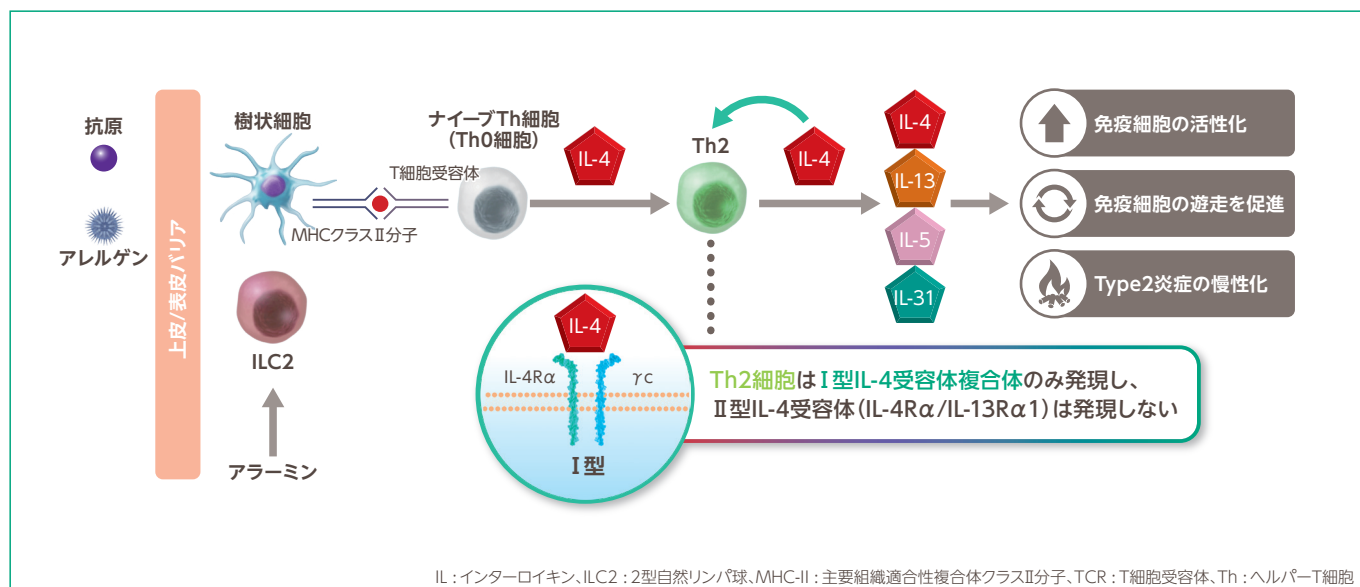 抗原
アレルゲン
上皮/表皮バリア
樹状細胞
ILC2
アラーミン
MHCクラスⅡ分子
T細胞受容体
ナイーブTh細胞
(Th0細胞)
IL-4
Th2
IL-4
IL-4
IL-13
IL-5
IL-31
免疫細胞の活性化
免疫細胞の遊走を促進
Type2炎症の慢性化
IL-4
IL-4Rα
γc
Ⅰ型
Th2細胞はⅠ型IL-4受容体複合体のみ発現し、
Ⅱ型IL-4受容体(IL-4Rα/IL-13Rα1)は発現しない
IL:インターロイキン、ILC2:2型自然リンパ球、MHC-II:主要組織適合性複合体クラスⅡ分子、TCR:T細胞受容体、Th:ヘルパーT細胞